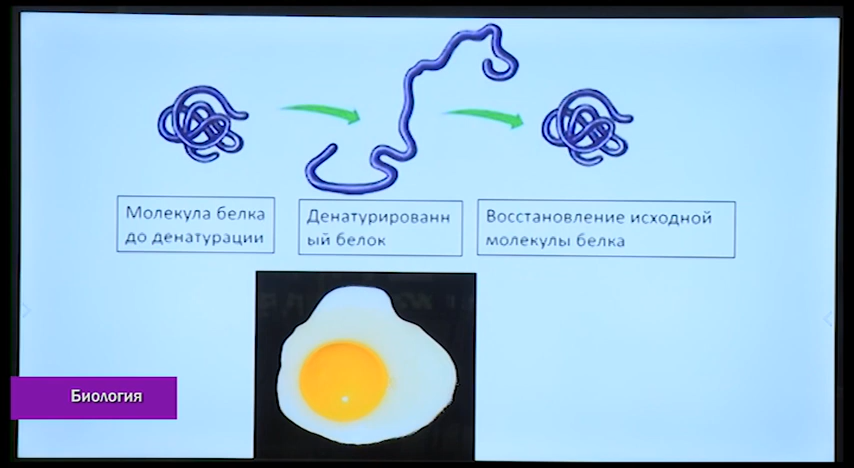 Молекула белка
до денатурации
Денатурированн
ый белок
Восстановление исходной
молекулы белка
Биология